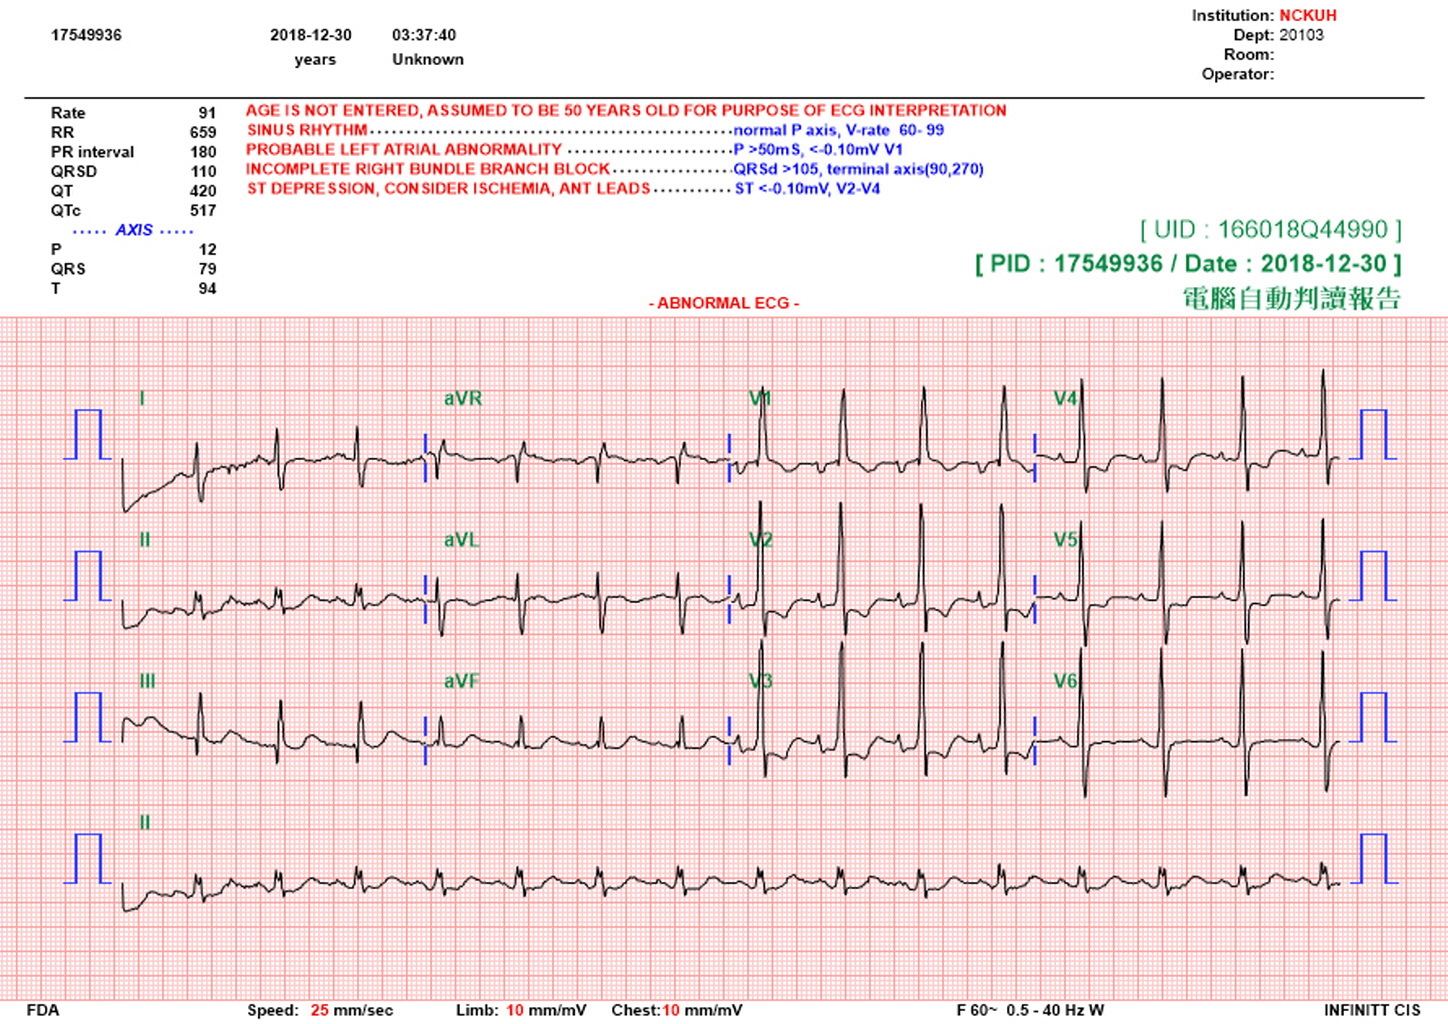 Institution: NCKUH
17549936 2018-12-30 03:37:40 Dept: 20103
years Unknown Room:
Operator:
Rate 91 AGE IS NOT ENTERED, ASSUMED TO BE 50 YEARS OLD FOR PURPOSE OF ECG INTERPRETATION
RR 659 SINUS RHYTHM normal P axis, V-rate 60- 99
PR interval 180 PROBABLE LEFT ATRIAL ABNORMALITY P >50mS, <-0.10mV V1
QRSD 110 INCOMPLETE RIGHT BUNDLE BRANCH BLOCK QRSd >105, terminal axis(90,270)
QT 420 ST DEPRESSION, CONSIDER ISCHEMIA, ANT LEADS ST <-0.10mV, V2-V4
QTc 517
..... AXIS .....
[ UID : 166018Q44990 ]
P 12
[ PID : 17549936 / Date : 2018-12-30 ]
QRS 79
T 94
電腦自動判讀報告
- ABNORMAL ECG -
I aVR V1 V4
II aVL V2 V5
III aVF V3 V6
II
FDA Speed: 25 mm/sec Limb: 10 mm/mV Chest:10 mm/mV F 60~ 0.5 - 40 Hz W INFINITT CIS